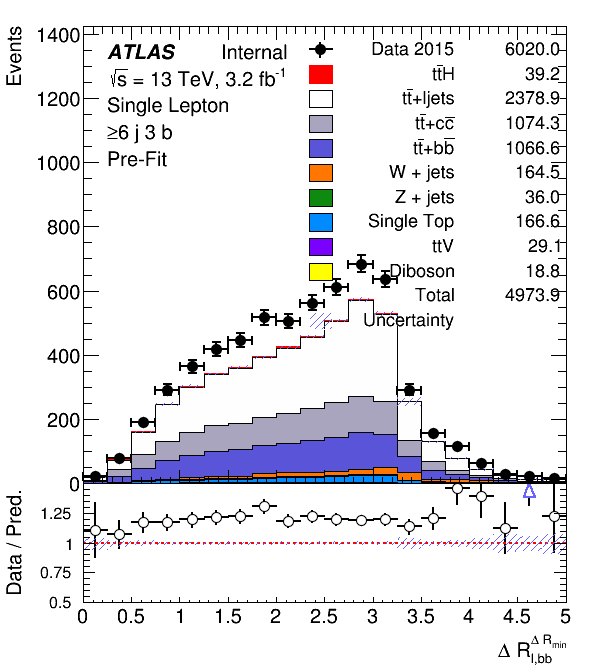 Events
1400
1200
1000
800
600
400
200
0
ATLAS Internal
√s = 13 TeV, 3.2 fb-1
Single Lepton
≥6 j 3 b
Pre-Fit
Data 2015 6020.0
tt̄H 39.2
tt̄+ljets 2378.9
tt̄+cc̄ 1074.3
tt̄+bb̄ 1066.6
W + jets 164.5
Z + jets 36.0
Single Top 166.6
ttV 29.1
Diboson 18.8
Total 4973.9
Uncertainty
Data / Pred.
1.25
1
0.75
0.5
0 0.5 1 1.5 2 2.5 3 3.5 4 4.5 5
Δ R l,bb Δ R min